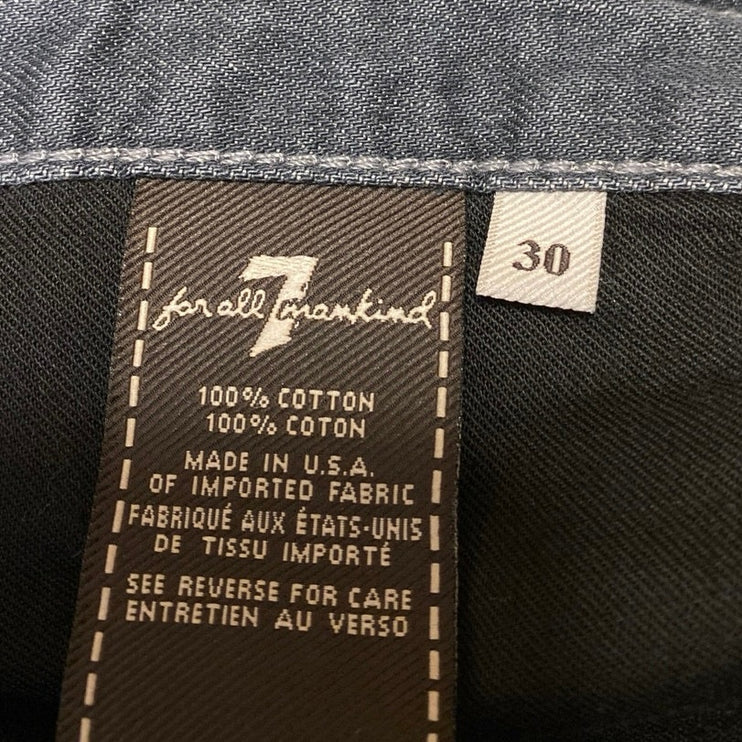 7
for all mankind
30
100% COTTON
100% COTON
MADE IN U.S.A.
OF IMPORTED FABRIC
FABRIQUÉ AUX ÉTATS-UNIS
DE TISSU IMPORTÉ
SEE REVERSE FOR CARE
ENTRETIEN AU VERSO